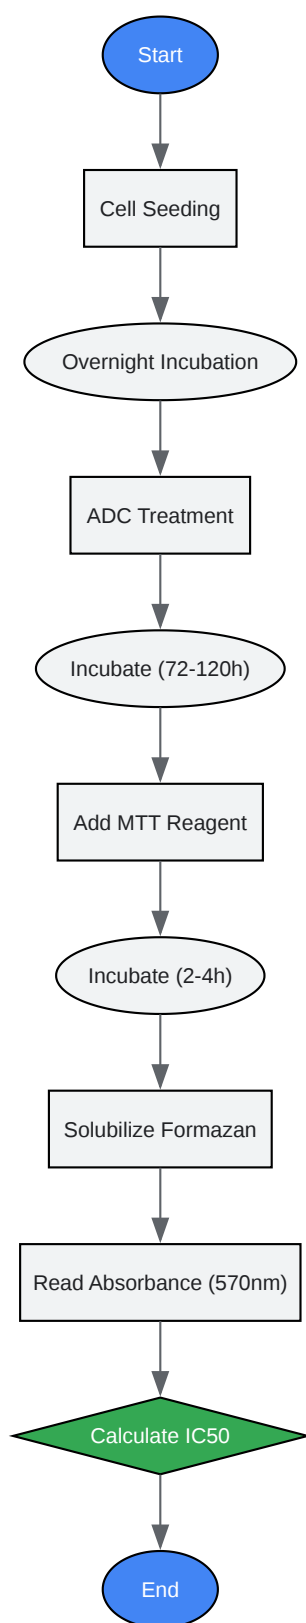 Start
Cell Seeding
Overnight Incubation
ADC Treatment
Incubate (72-120h)
Add MTT Reagent
Incubate (2-4h)
Solubilize Formazan
Read Absorbance (570nm)
Calculate IC50
End